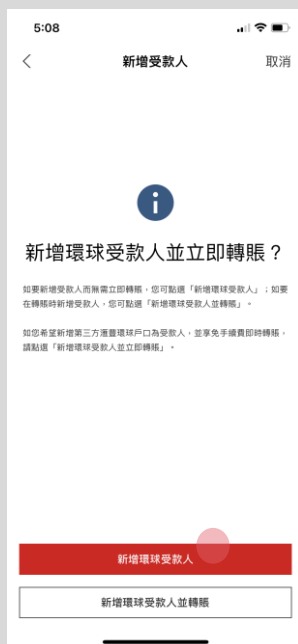 5:08
新增受款人
取消
新增環球受款人並立即轉賬？
如要新增受款人而無需立即轉賬，您可點選「新增環球受款人」；如要
在轉賬時新增受款人，您可點選「新增環球受款人並轉賬」。
如您希望新增第三方滙豐環球戶口為受款人，並享免手續費即時轉賬，
請點選「新增環球受款人並立即轉賬」。
新增環球受款人
新增環球受款人並轉賬